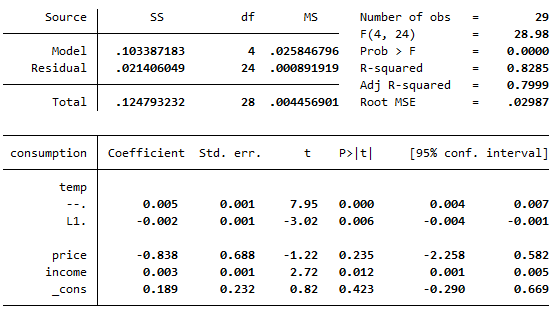 Source SS df MS Number of obs = 29
F(4, 24) = 28.98
Model .103387183 4 .025846796 Prob > F = 0.0000
Residual .021406049 24 .000891919 R-squared = 0.8285
Adj R-squared = 0.7999
Total .124793232 28 .004456901 Root MSE = .02987
consumption Coefficient Std. err. t P>|t| [95% conf. interval]
temp
--. 0.005 0.001 7.95 0.000 0.004 0.007
L1. -0.002 0.001 -3.02 0.006 -0.004 -0.001
price -0.838 0.688 -1.22 0.235 -2.258 0.582
income 0.003 0.001 2.72 0.012 0.001 0.005
_cons 0.189 0.232 0.82 0.423 -0.290 0.669